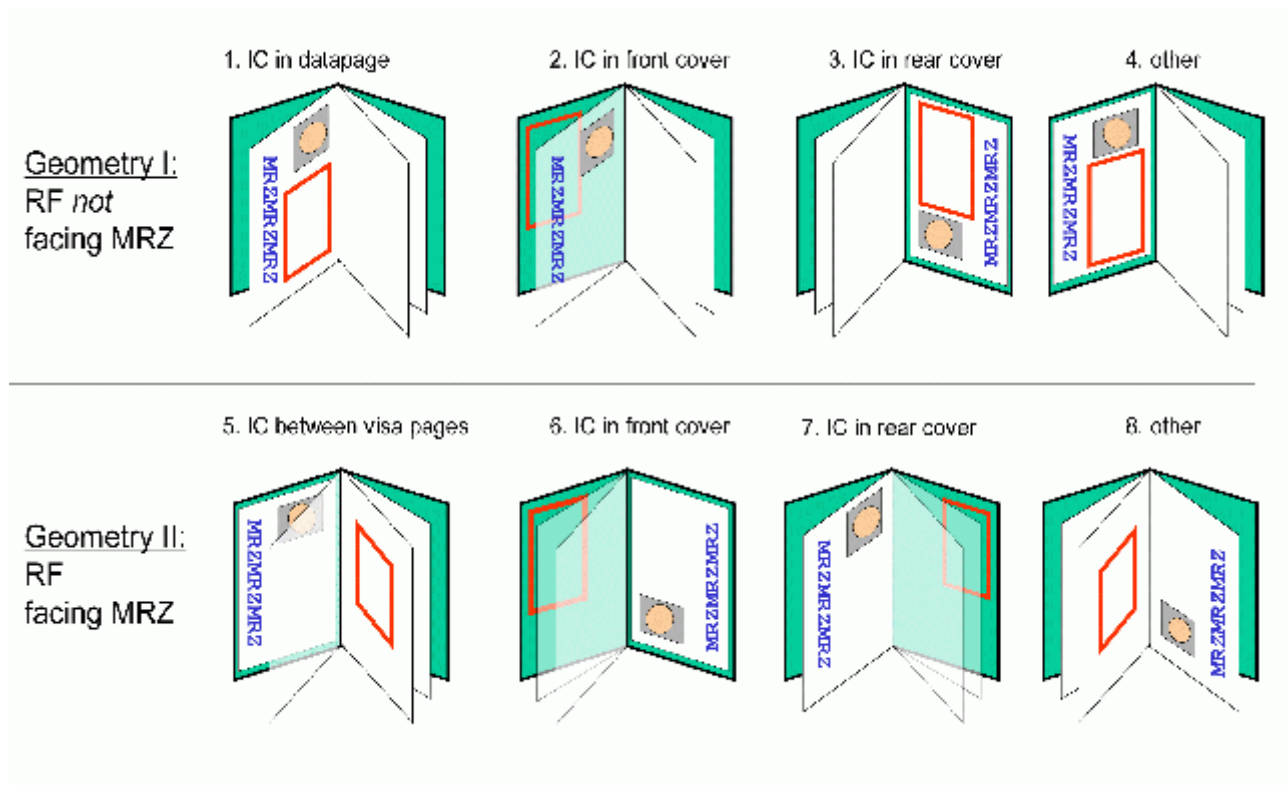 1. IC in datapage
2. IC in front cover
3. IC in rear cover
4. other
Geometry I:
RF not
facing MRZ
MRZMRZMRZ
MRZMRZMRZ
MRZMRZMRZ
MRZMRZMRZ
5. IC between visa pages
6. IC in front cover
7. IC in rear cover
8. other
Geometry II:
RF
facing MRZ
MRZMRZMRZ
MRZMRZMRZ
MRZMRZMRZ
MRZMRZMRZ